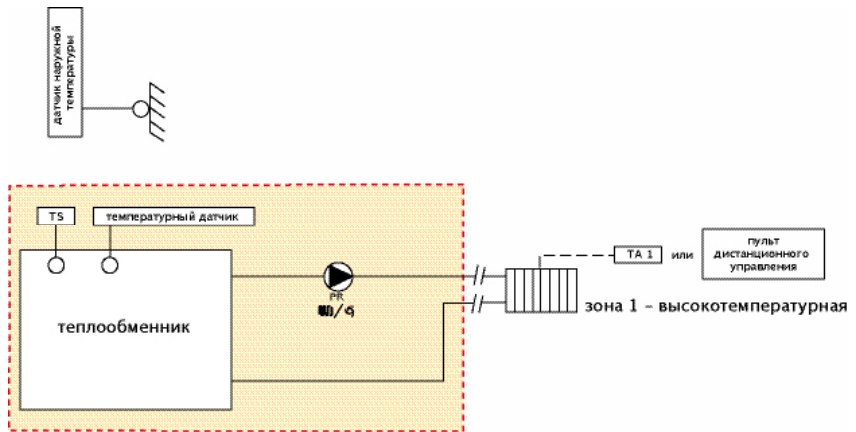 датчик наружной
температуры
TS
температурный датчик
теплообменник
PR
TA 1
или
пульт
дистанционного
управления
зона 1 – высокотемпературная